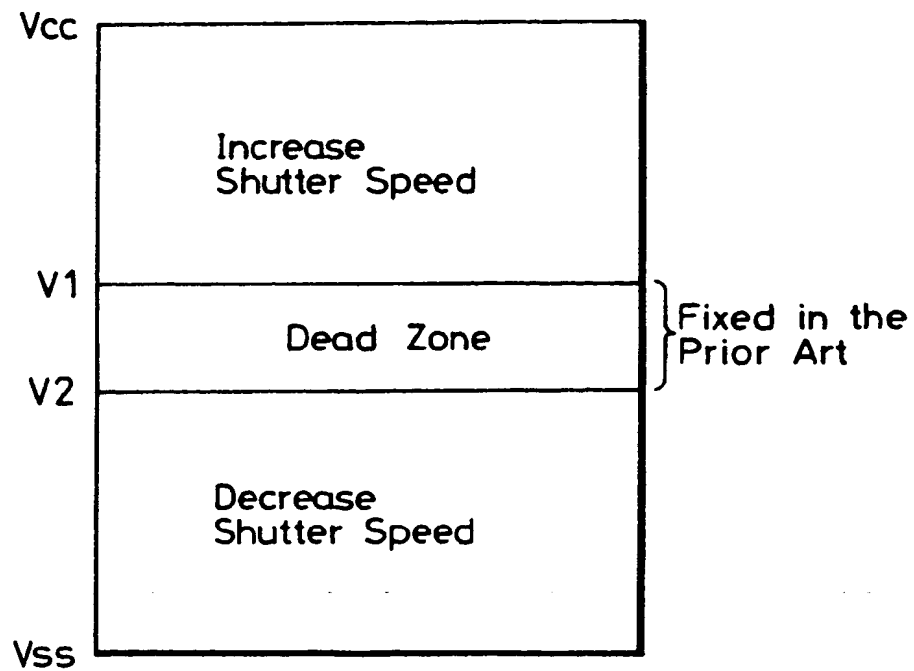 Vcc
Increase
Shutter Speed
V1
Dead Zone
Fixed in the
Prior Art
V2
Decrease
Shutter Speed
Vss